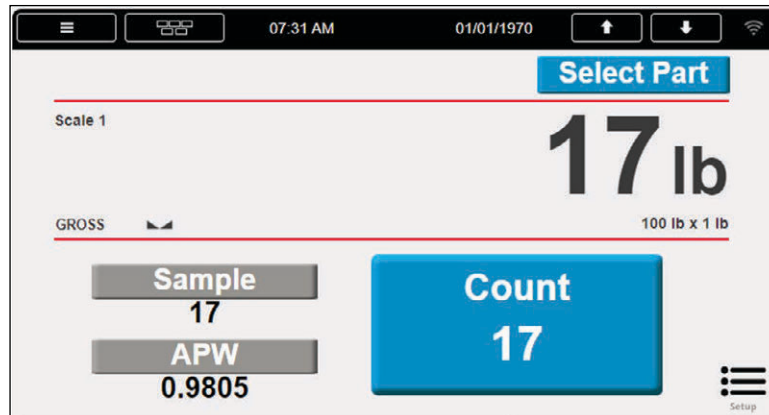 07:31 AM 01/01/1970
Select Part
Scale 1
17 lb
GROSS 100 lb x 1 lb
Sample
17
APW
0.9805
Count
17
Setup